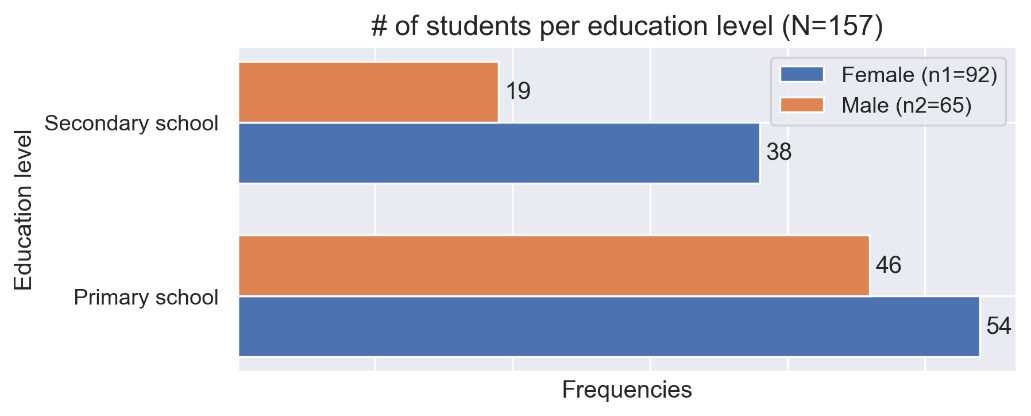 # of students per education level (N=157)
Female (n1=92)
Male (n2=65)
Education level
Secondary school
19
38
Primary school
46
54
Frequencies